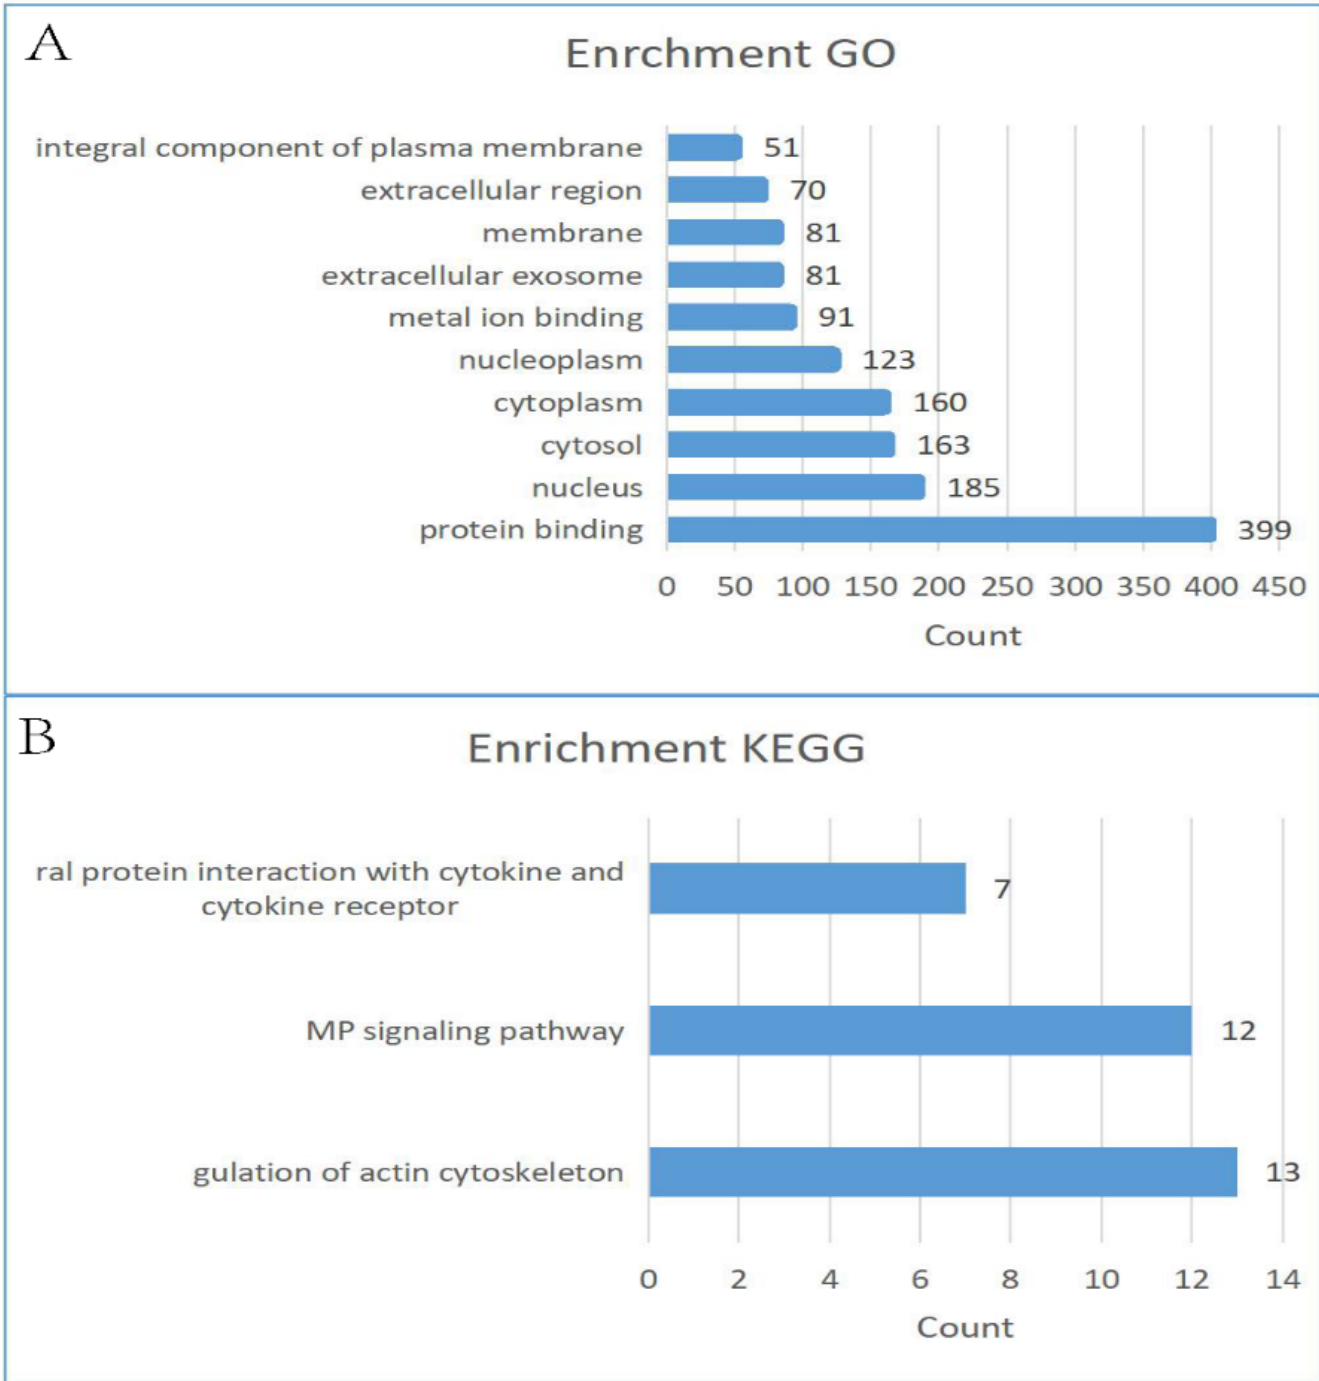 A
Enrchment GO
integral component of plasma membrane 51
extracellular region 70
membrane 81
extracellular exosome 81
metal ion binding 91
nucleoplasm 123
cytoplasm 160
cytosol 163
nucleus 185
protein binding 399
0 50 100 150 200 250 300 350 400 450
Count
B
Enrichment KEGG
ral protein interaction with cytokine and
cytokine receptor 7
MP signaling pathway 12
gulation of actin cytoskeleton 13
0 2 4 6 8 10 12 14
Count